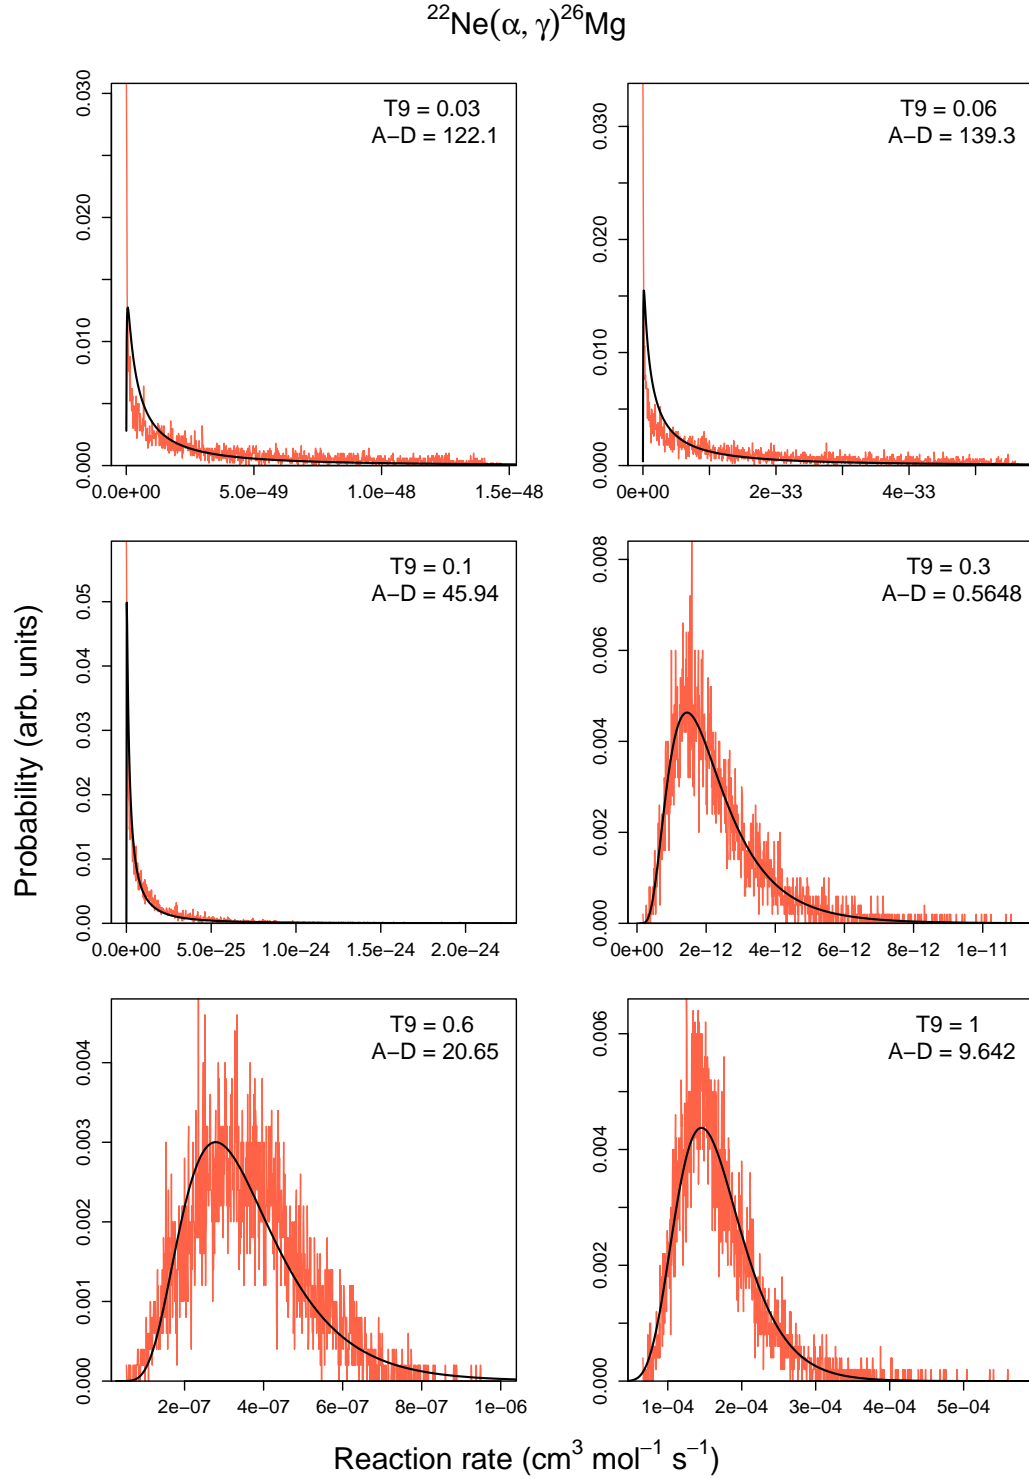 ²²Ne(α, γ)²⁶Mg
T9 = 0.03
A−D = 122.1
0.000
0.010
0.020
0.030
0.0e+00
5.0e−49
1.0e−48
1.5e−48
T9 = 0.06
A−D = 139.3
0.000
0.010
0.020
0.030
0e+00
2e−33
4e−33
T9 = 0.1
A−D = 45.94
0.00
0.01
0.02
0.03
0.04
0.05
0.0e+00
5.0e−25
1.0e−24
1.5e−24
2.0e−24
T9 = 0.3
A−D = 0.5648
0.000
0.002
0.004
0.006
0.008
0e+00
2e−12
4e−12
6e−12
8e−12
1e−11
T9 = 0.6
A−D = 20.65
0.000
0.001
0.002
0.003
0.004
2e−07
4e−07
6e−07
8e−07
1e−06
T9 = 1
A−D = 9.642
0.000
0.002
0.004
0.006
1e−04
2e−04
3e−04
4e−04
5e−04
Probability (arb. units)
Reaction rate (cm³ mol⁻¹ s⁻¹)